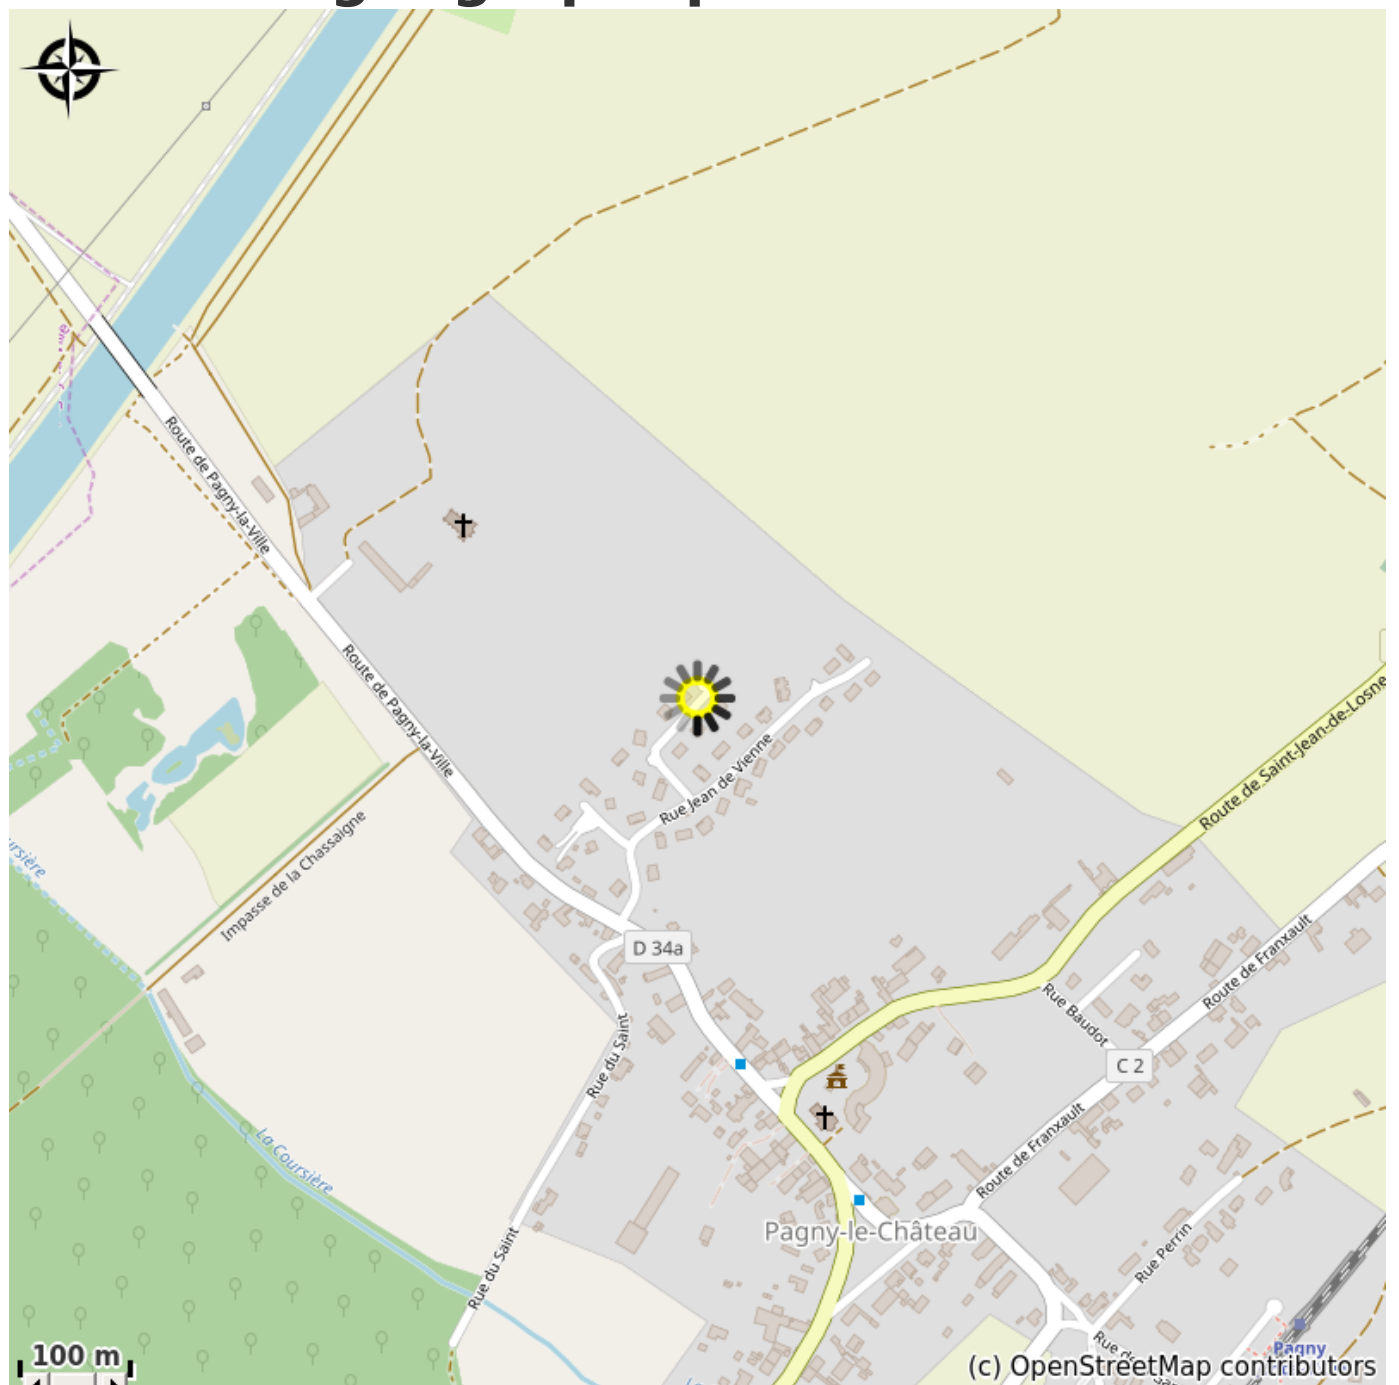 Route de Pagny-la-Ville
Route de Pagny-la-Ville
Rue Jean de Vienne
Route de Saint-Jean-de-Losne
Impasse de la Chassaigne
Route de Franxault
D 34a
Rue Baudot
Rue du Saint
C 2
La Coursière
Route de Franxault
Pagny-le-Château
Rue Perrin
Rue du Saint
100 m
Pagny
(c) OpenStreetMap contributors